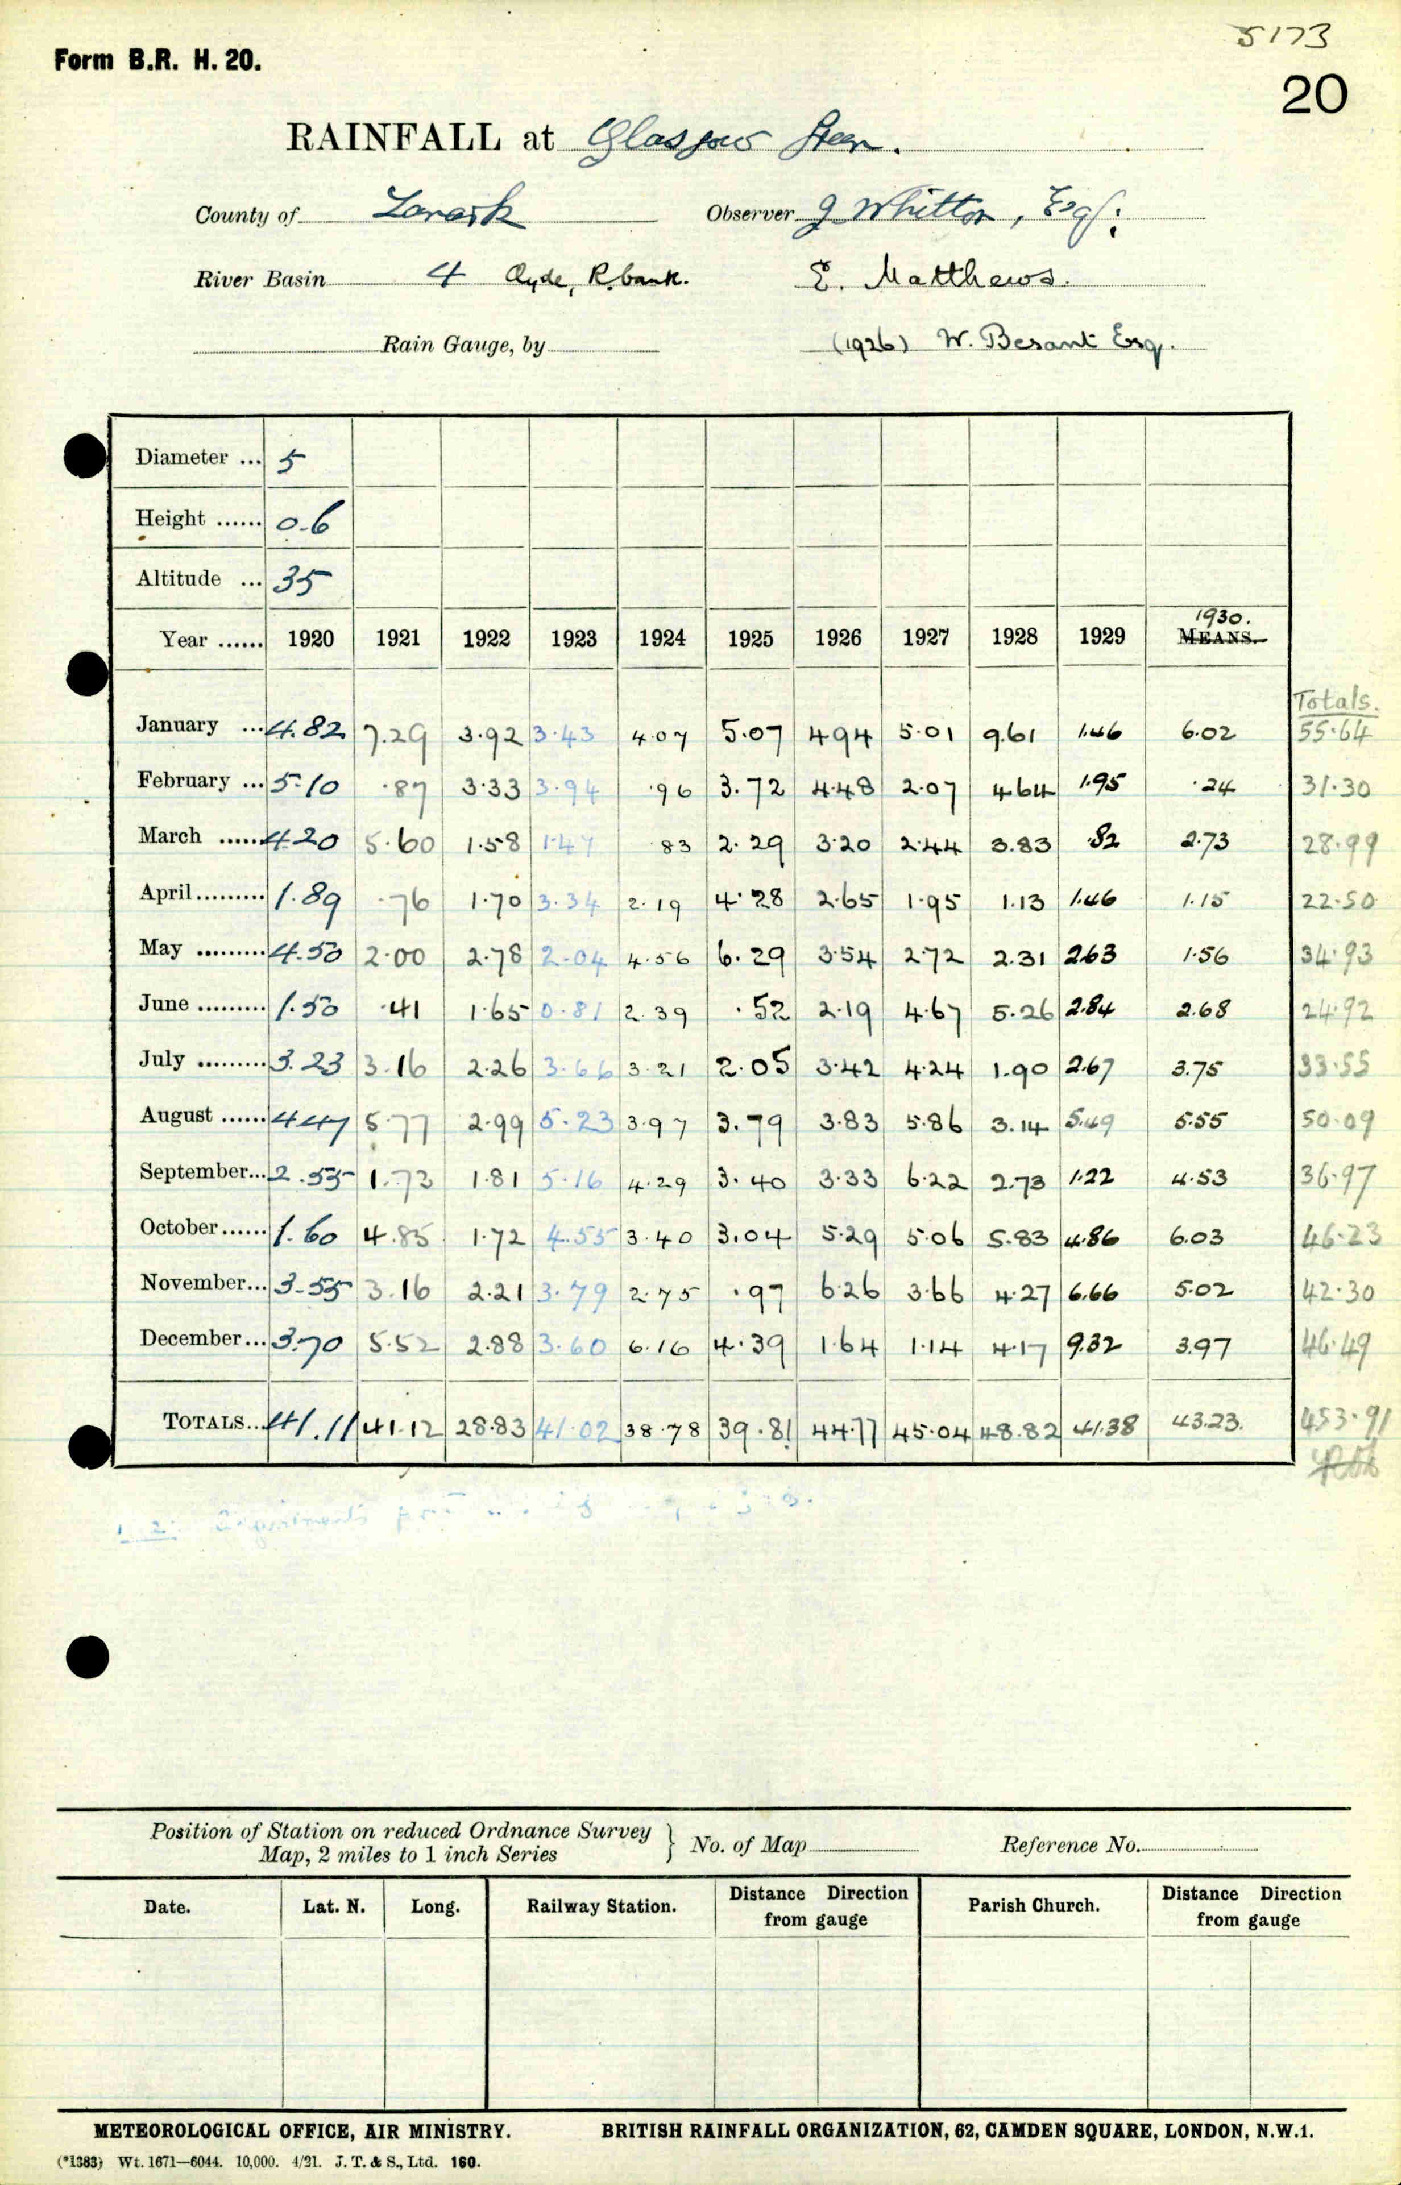 5173
Form B.R. H. 20.
20
RAINFALL at Glasgow Green.
County of Lanark Observer J Whitton, Esq.
River Basin 4 Clyde, R. bank. E. Matthews.
Rain Gauge, by (1926) W. Besant Esq.
Diameter ... 5
Height ...... 0.6
Altitude ... 35
1930.
Year ...... 1920 1921 1922 1923 1924 1925 1926 1927 1928 1929 MEANS.
Totals.
January ... 4.82 7.29 3.92 3.43 4.07 5.07 4.94 5.01 9.61 1.46 6.02 55.64
February ... 5.10 .87 3.33 3.94 .96 3.72 4.48 2.07 4.64 1.95 .24 31.30
March ...... 4.20 5.60 1.58 1.47 83 2.29 3.20 2.44 3.83 .82 2.73 28.99
April ......... 1.89 .76 1.70 3.34 2.19 4.28 2.65 1.95 1.13 1.46 1.15 22.50
May ......... 4.50 2.00 2.78 2.04 4.56 6.29 3.54 2.72 2.31 2.63 1.56 34.93
June ......... 1.50 .41 1.65 0.81 2.39 .52 2.19 4.67 5.26 2.84 2.68 24.92
July ......... 3.23 3.16 2.26 3.66 3.21 2.05 3.42 4.24 1.90 2.67 3.75 33.55
August ...... 4.47 5.77 2.99 5.23 3.97 3.79 3.83 5.86 3.14 5.49 5.55 50.09
September... 2.55 1.73 1.81 5.16 4.29 3.40 3.33 6.22 2.73 1.22 4.53 36.97
October...... 1.60 4.85 1.72 4.55 3.40 3.04 5.29 5.06 5.83 4.86 6.03 46.23
November... 3.55 3.16 2.21 3.79 2.75 .97 6.26 3.66 4.27 6.66 5.02 42.30
December... 3.70 5.52 2.88 3.60 6.16 4.39 1.64 1.14 4.17 9.32 3.97 46.49
TOTALS... 41.11 41.12 28.83 41.02 38.78 39.81 44.77 45.04 48.82 41.38 43.23. 453.91
Position of Station on reduced Ordnance Survey
Map, 2 miles to 1 inch Series } No. of Map Reference No.
Date. Lat. N. Long. Railway Station. Distance Direction from gauge Parish Church. Distance Direction from gauge
METEOROLOGICAL OFFICE, AIR MINISTRY. BRITISH RAINFALL ORGANIZATION, 62, CAMDEN SQUARE, LONDON, N.W.1.
(*1383) Wt. 1671—6044. 10,000. 4/21. J. T. & S., Ltd. 160.